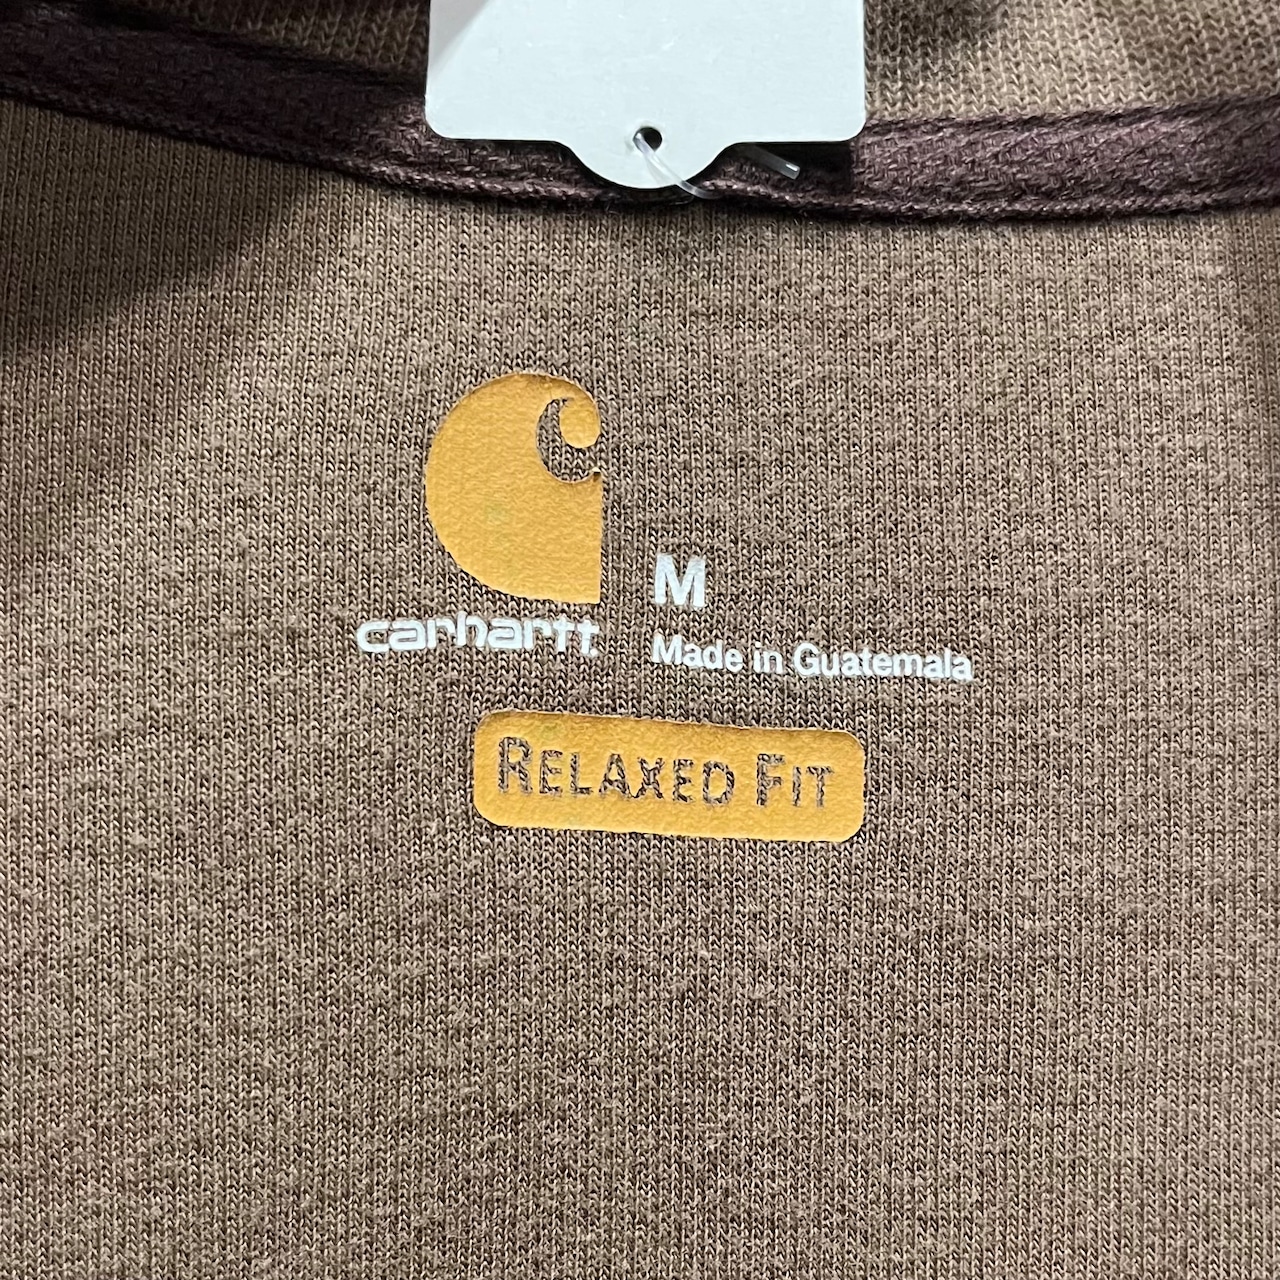 M
carhartt.
Made in Guatemala
RELAXED FIT